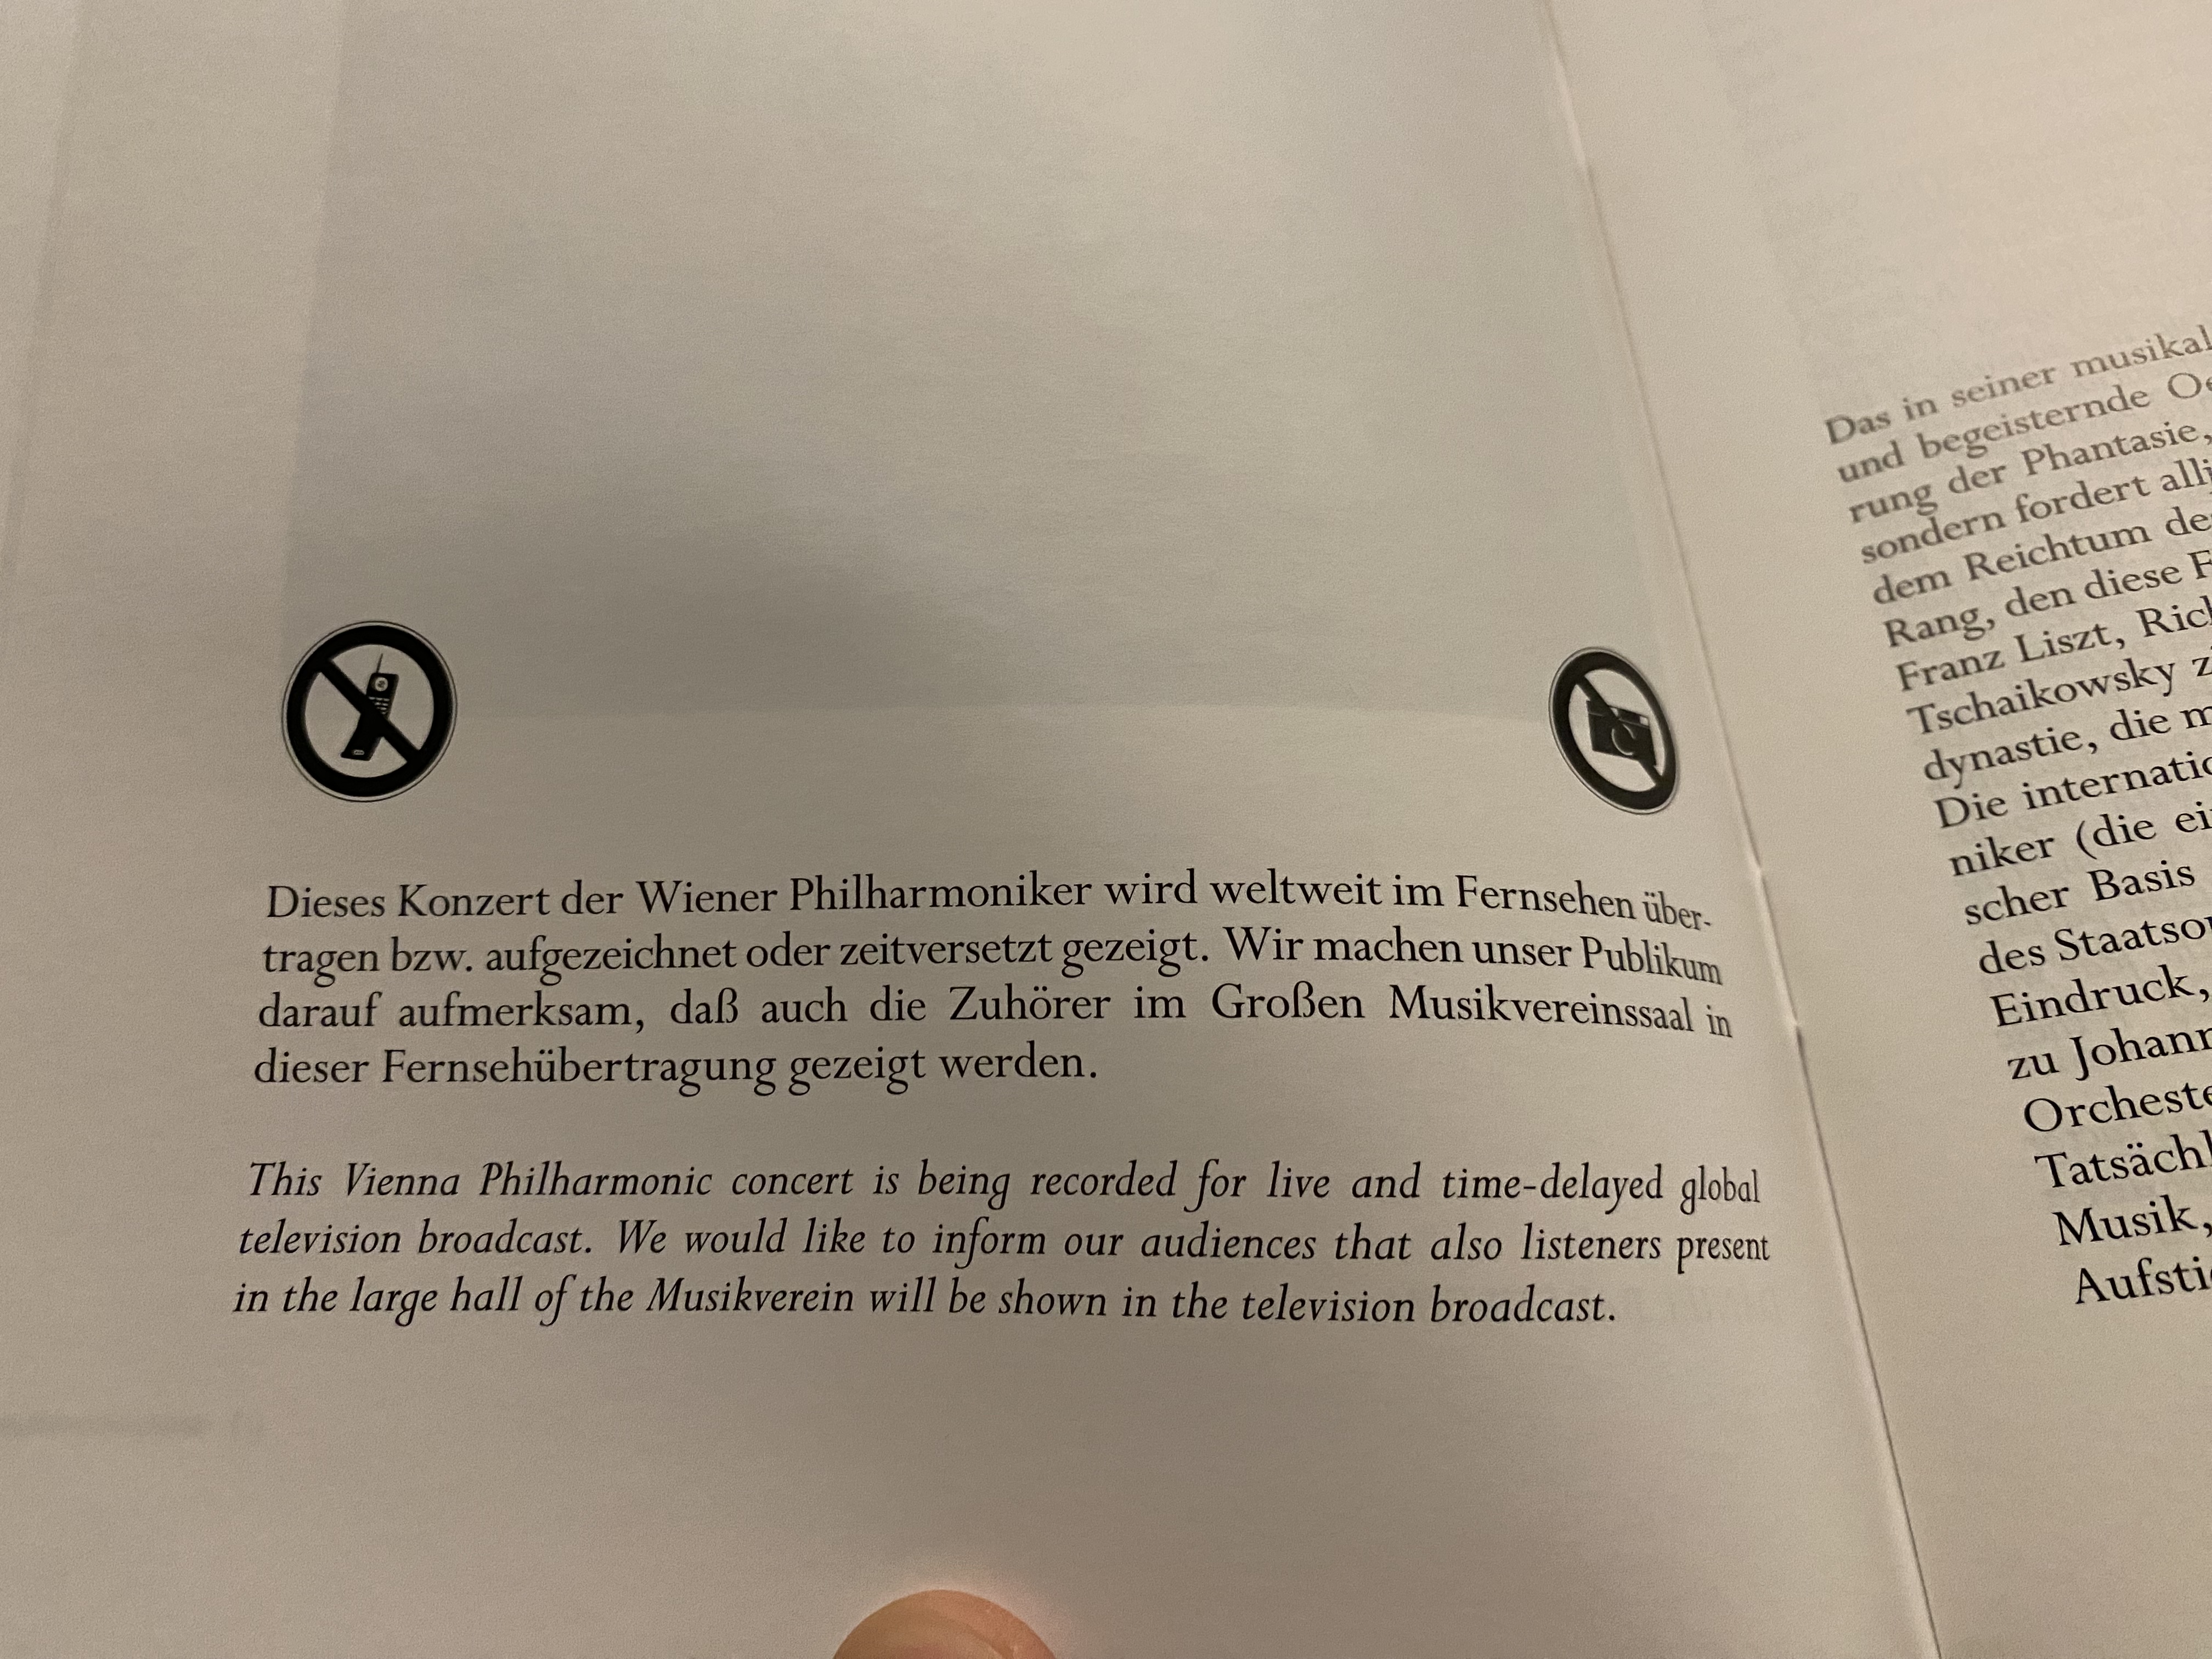 Dieses Konzert der Wiener Philharmoniker wird weltweit im Fernsehen über-
tragen bzw. aufgezeichnet oder zeitversetzt gezeigt. Wir machen unser Publikum
darauf aufmerksam, daß auch die Zuhörer im Großen Musikvereinssaal in
dieser Fernsehübertragung gezeigt werden.
This Vienna Philharmonic concert is being recorded for live and time-delayed global
television broadcast. We would like to inform our audiences that also listeners present
in the large hall of the Musikverein will be shown in the television broadcast.
Das in seiner
und begeisternde
rung der Phantasie,
sondern fordert
dem Reichtum
Rang, den diese
Franz Liszt,
Tschaikowsky
dynastie, die
Die
niker (die
scher Basis
des
Eindruck,
zu
Musik,